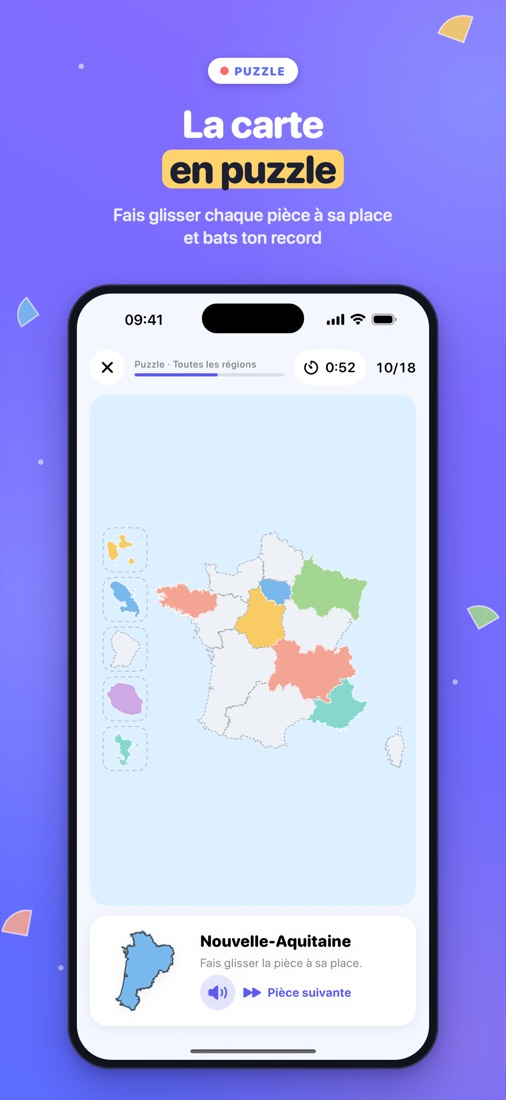 PUZZLE
La carte
en puzzle
Fais glisser chaque pièce à sa place
et bats ton record
09:41
Puzzle · Toutes les régions
0:52
10/18
Nouvelle-Aquitaine
Fais glisser la pièce à sa place.
Pièce suivante